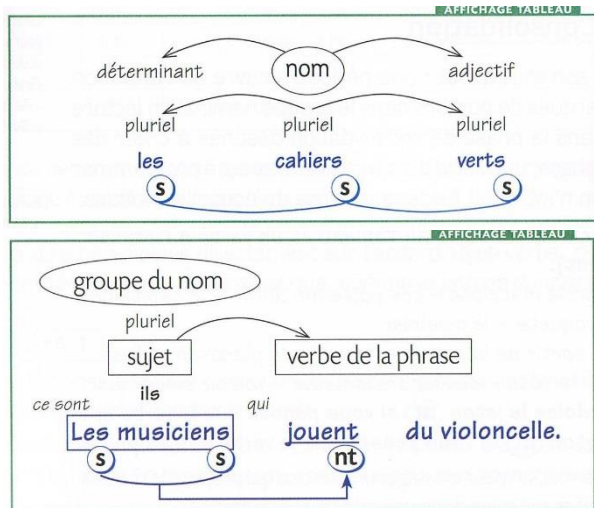 AFFICHAGE TABLEAU
déterminant nom adjectif
pluriel pluriel pluriel
les cahiers verts
s s s
AFFICHAGE TABLEAU
groupe du nom
pluriel
sujet verbe de la phrase
ils
ce sont qui
Les musiciens jouent du violoncelle.
s s nt